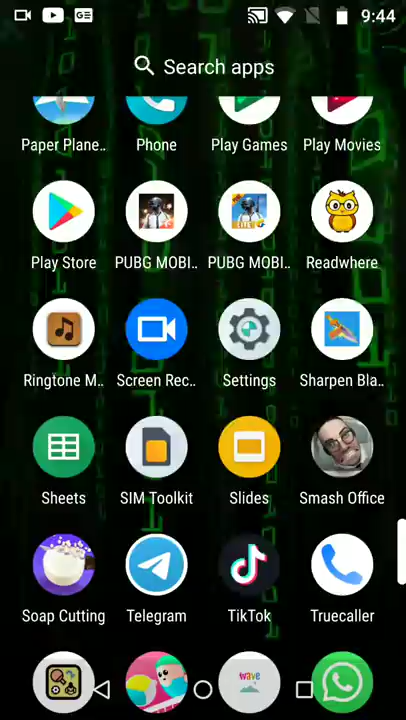 9:44
Search apps
Paper Plane..
Phone
Play Games
Play Movies
Play Store
PUBG MOBI..
PUBG MOBI..
Readwhere
Ringtone M..
Screen Rec..
Settings
Sharpen Bla..
Sheets
SIM Toolkit
Slides
Smash Office
Soap Cutting
Telegram
TikTok
Truecaller
wave